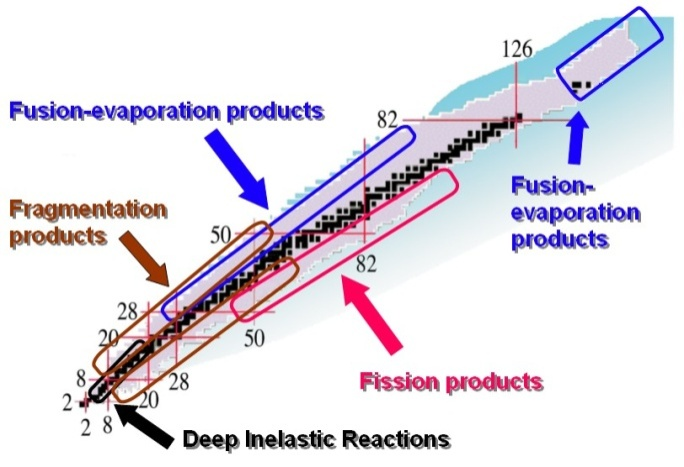 126
Fusion-evaporation products
82
Fusion-
evaporation
products
Fragmentation
products
50
82
28
50
20
Fission products
8
28
20
2
2 8
Deep Inelastic Reactions